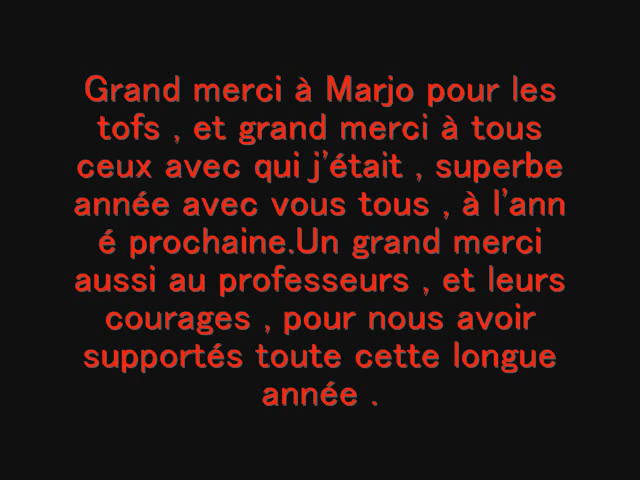 Grand merci à Marjo pour les
tofs , et grand merci à tous
ceux avec qui j'était , superbe
année avec vous tous , à l'ann
é prochaine.Un grand merci
aussi au professeurs , et leurs
courages , pour nous avoir
supportés toute cette longue
année .